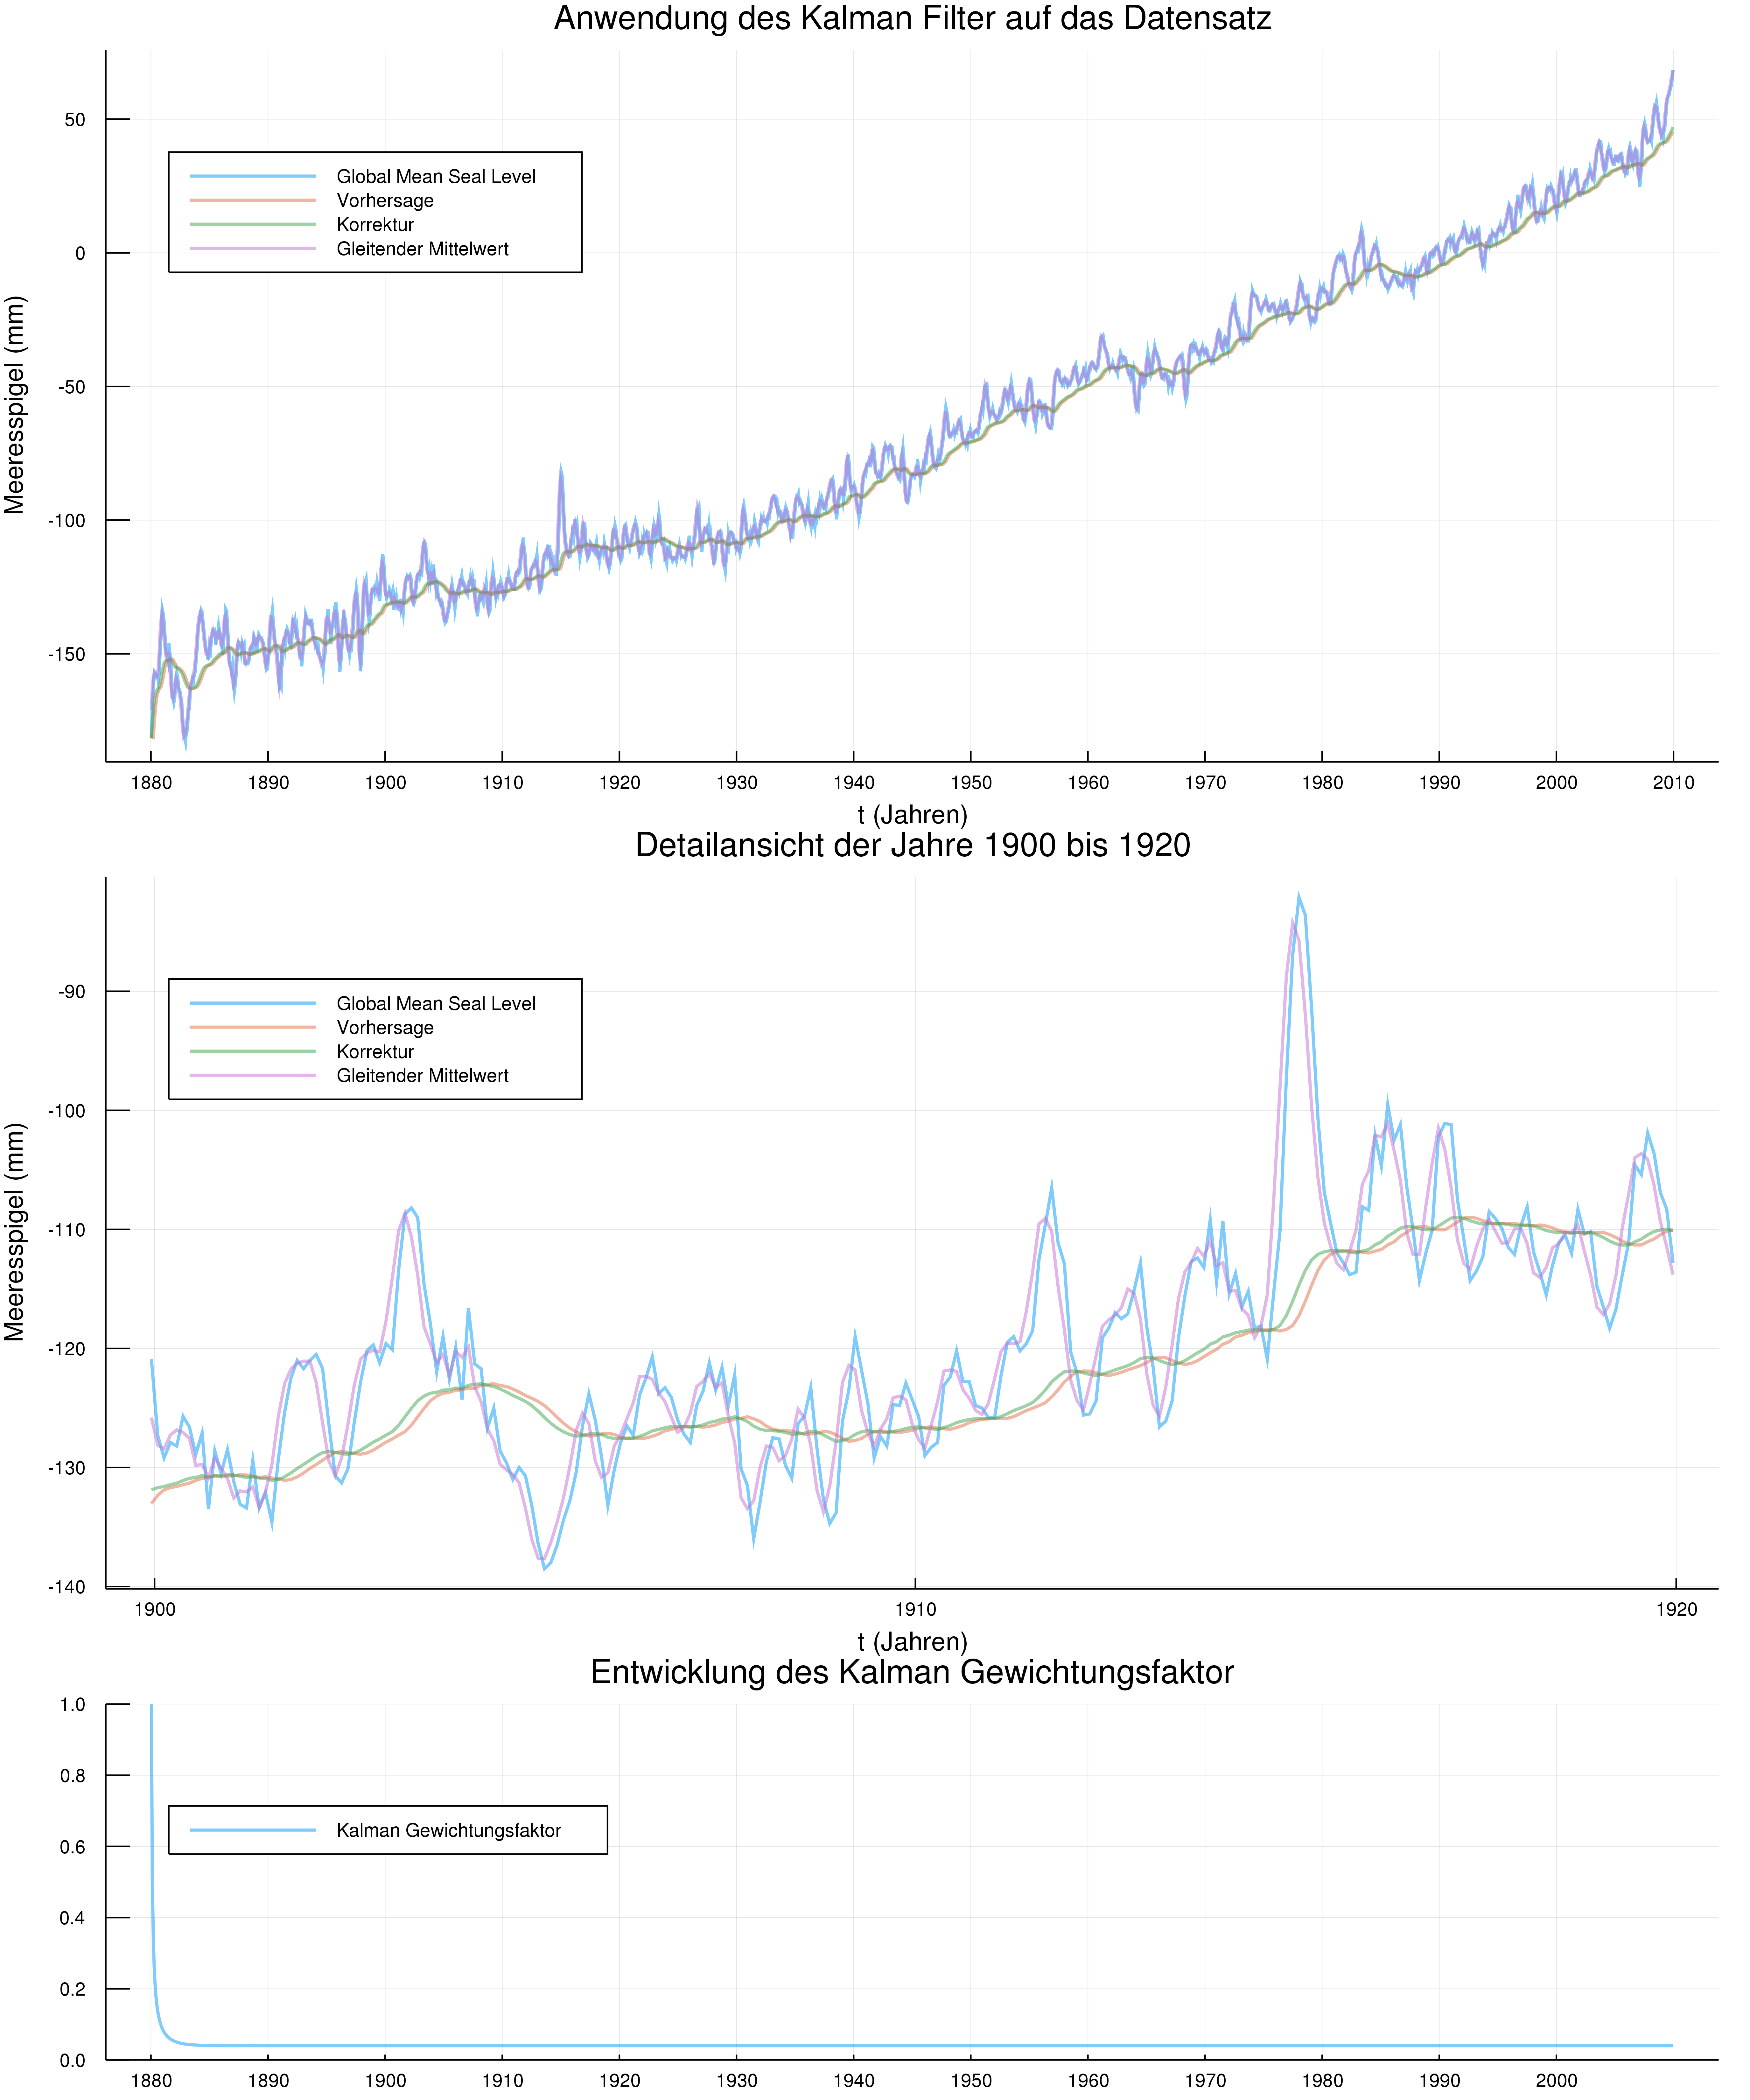 Anwendung des Kalman Filter auf das Datensatz
50
0
-50
-100
-150
Meeresspigel (mm)
Global Mean Seal Level
Vorhersage
Korrektur
Gleitender Mittelwert
1880 1890 1900 1910 1920 1930 1940 1950 1960 1970 1980 1990 2000 2010
t (Jahren)
Detailansicht der Jahre 1900 bis 1920
-90
-100
-110
-120
-130
-140
Meeresspigel (mm)
Global Mean Seal Level
Vorhersage
Korrektur
Gleitender Mittelwert
1900 1910 1920
t (Jahren)
Entwicklung des Kalman Gewichtungsfaktor
1.0
0.8
0.6
0.4
0.2
0.0
Kalman Gewichtungsfaktor
1880 1890 1900 1910 1920 1930 1940 1950 1960 1970 1980 1990 2000